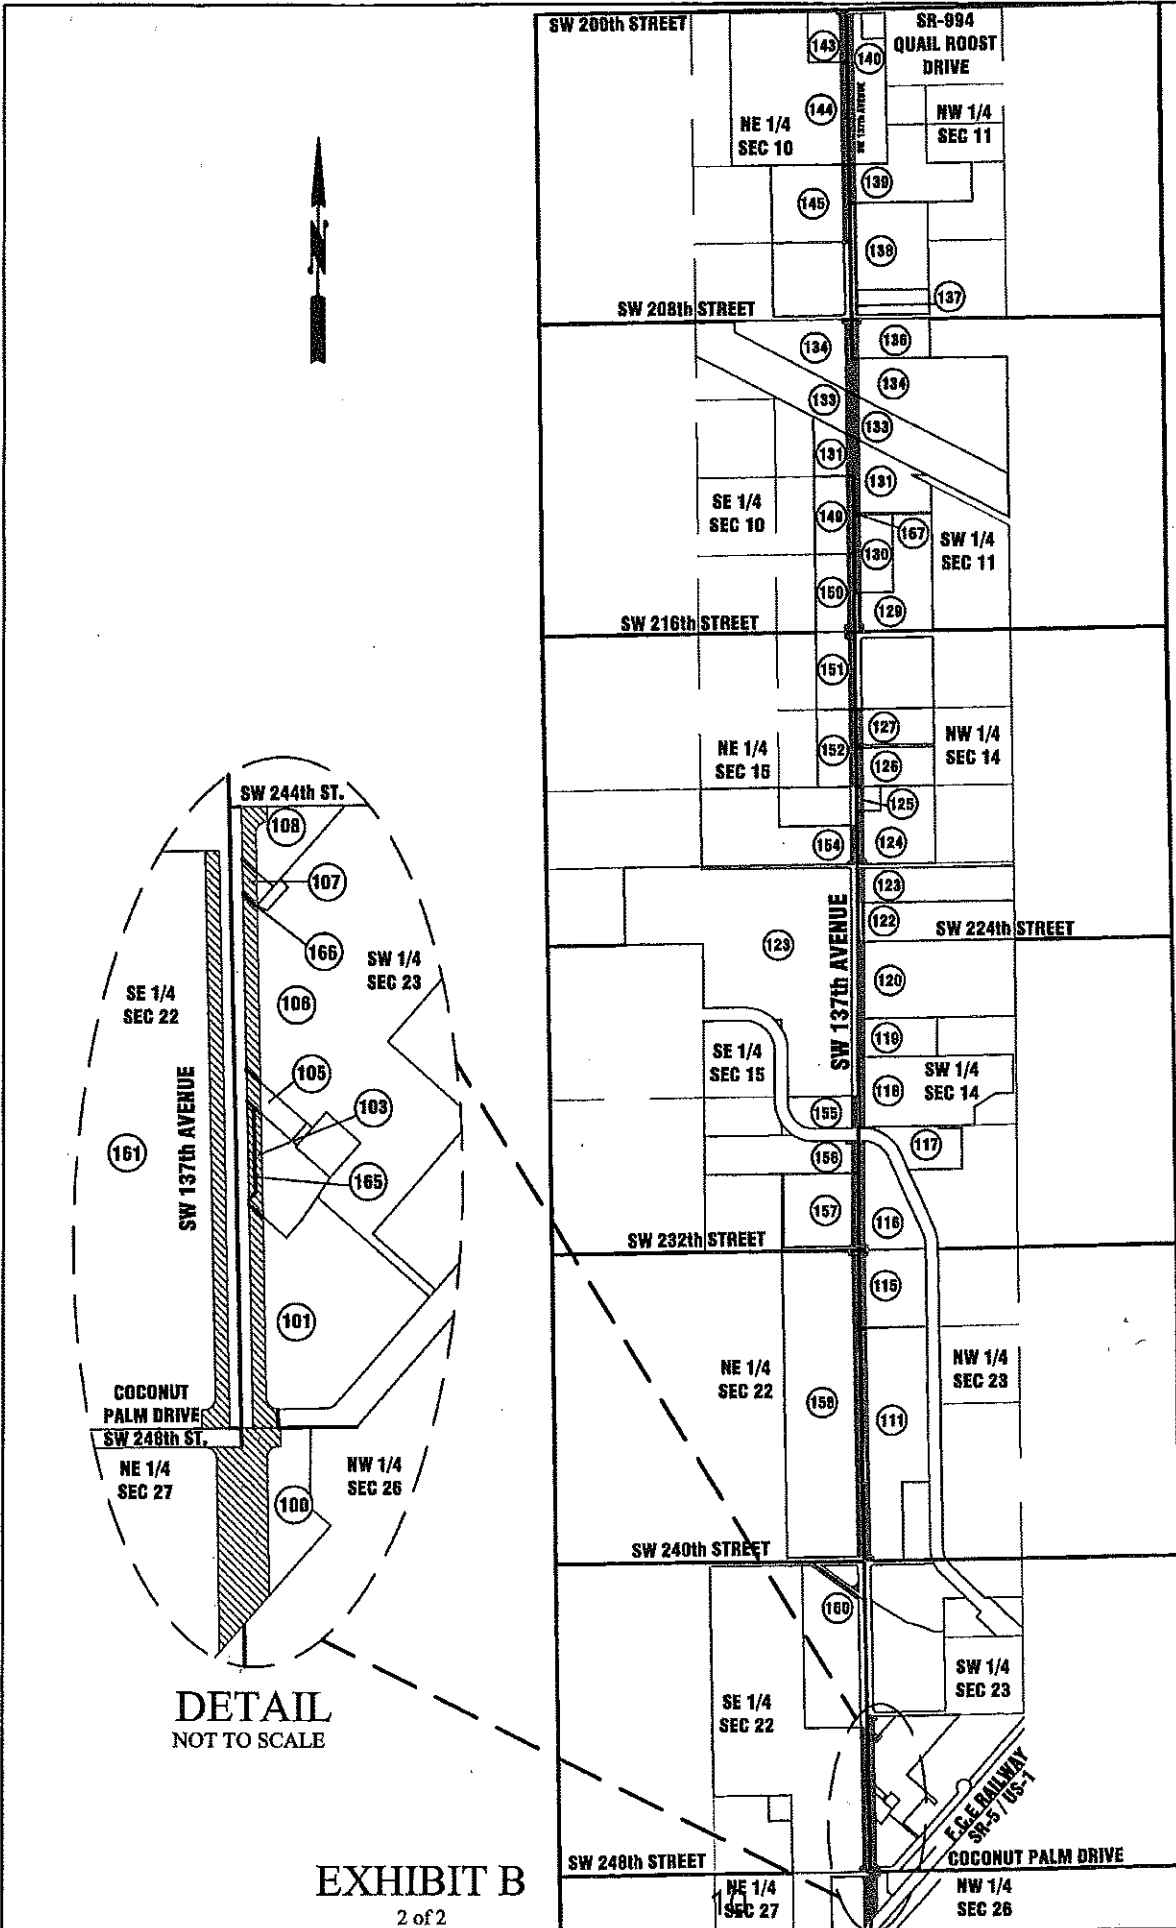 SW 200th STREET
SR-994
QUAIL ROOST
DRIVE
143
140
SW 137th AVENUE
144
NE 1/4
SEC 10
NW 1/4
SEC 11
139
145
138
137
SW 208th STREET
N
134
136
134
133
133
131
131
SE 1/4
SEC 10
149
167
130
SW 1/4
SEC 11
150
129
SW 216th STREET
151
127
NW 1/4
SEC 14
NE 1/4
SEC 15
152
126
125
154
124
123
122
SW 224th STREET
123
SW 137th AVENUE
120
119
SE 1/4
SEC 15
SW 1/4
SEC 14
118
155
117
156
157
116
SW 232th STREET
115
NE 1/4
SEC 22
NW 1/4
SEC 23
158
111
SW 240th STREET
160
SW 1/4
SEC 23
SE 1/4
SEC 22
F.C.E RAILWAY
SR-5 / US-1
SW 248th STREET
COCONUT PALM DRIVE
NE 1/4
SEC 27
10
NW 1/4
SEC 26
SW 244th ST.
108
107
166
SW 1/4
SEC 23
SE 1/4
SEC 22
106
105
103
161
SW 137th AVENUE
165
101
COCONUT
PALM DRIVE
SW 248th ST.
NE 1/4
SEC 27
NW 1/4
SEC 26
100
DETAIL
NOT TO SCALE
EXHIBIT B
2 of 2